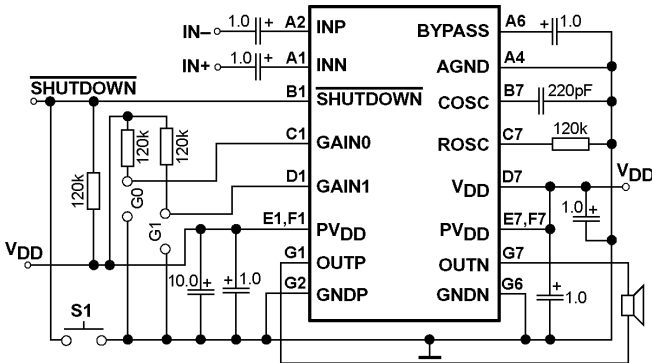 IN– 1.0 + A2 INP BYPASS A6 + 1.0
IN+ 1.0 + A1 INN AGND A4
SHUTDOWN B1 SHUTDOWN COSC B7 220pF
120k 120k C1 GAIN0 ROSC C7 120k
120k G0 D1 GAIN1 VDD D7 VDD
G1 E1,F1 PVDD PVDD E7,F7 1.0 +
VDD G1 OUTP OUTN G7
10.0 + + 1.0 G2 GNDP GNDN G6 + 1.0
S1